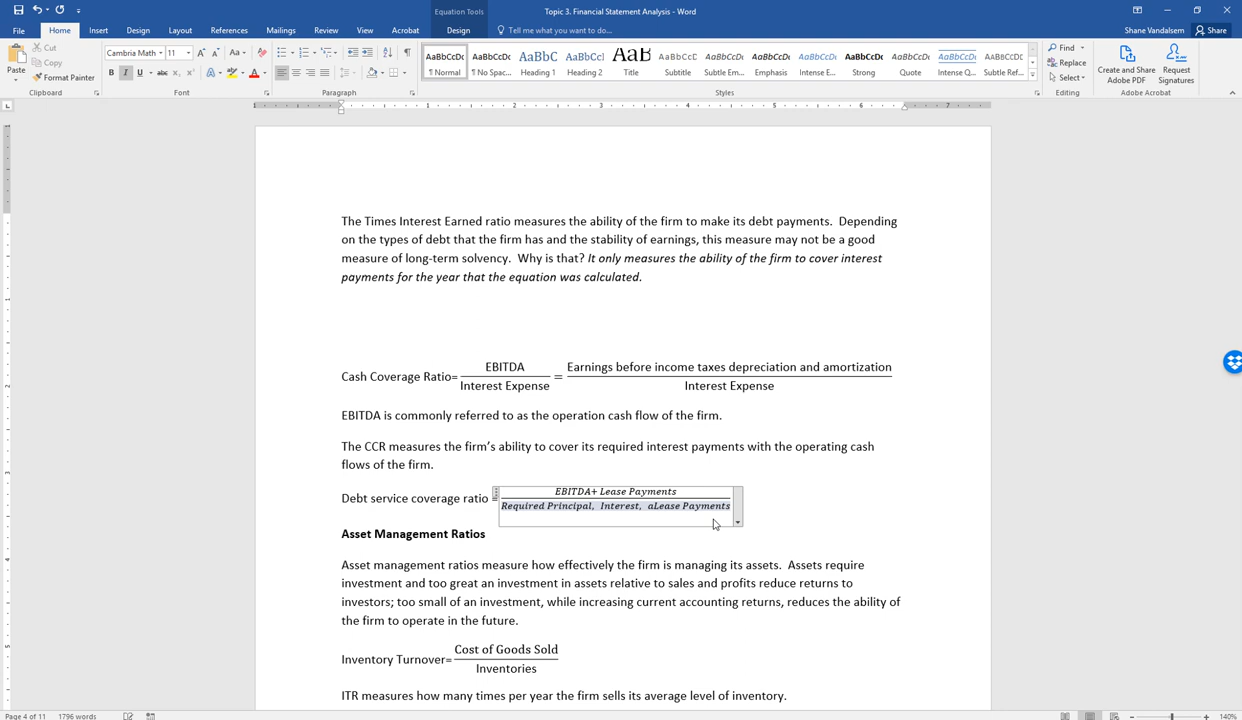 Topic 3. Financial Statement Analysis - Word
Equation Tools
Shane Vandalsem
Share
File
Home
Insert
Design
Layout
References
Mailings
Review
View
Acrobat
Design
Tell me what you want to do...
Paste
Cut
Copy
Format Painter
Clipboard
Cambria Math
11
Font
Paragraph
AaBbCcDc
¶ Normal
AaBbCcDc
¶ No Spac...
AaBbC
Heading 1
AaBbCcl
Heading 2
AaB
Title
AaBbCcD
Subtitle
AaBbCcDc
Subtle Em...
AaBbCcDc
Emphasis
AaBbCcDc
Intense E...
AaBbCcDc
Strong
AaBbCcDc
Quote
AaBbCcDc
Intense Q...
AaBbCcDc
Subtle Ref...
Styles
Find
Replace
Select
Editing
Create and Share
Adobe PDF
Request
Signatures
Adobe Acrobat
The Times Interest Earned ratio measures the ability of the firm to make its debt payments. Depending
on the types of debt that the firm has and the stability of earnings, this measure may not be a good
measure of long-term solvency. Why is that? It only measures the ability of the firm to cover interest
payments for the year that the equation was calculated.
EBITDA Earnings before income taxes depreciation and amortization
Cash Coverage Ratio= =
Interest Expense Interest Expense
EBITDA is commonly referred to as the operation cash flow of the firm.
The CCR measures the firm's ability to cover its required interest payments with the operating cash
flows of the firm.
EBITDA+ Lease Payments
Debt service coverage ratio =
Required Principal, Interest, aLease Payments
Asset Management Ratios
Asset management ratios measure how effectively the firm is managing its assets. Assets require
investment and too great an investment in assets relative to sales and profits reduce returns to
investors; too small of an investment, while increasing current accounting returns, reduces the ability of
the firm to operate in the future.
Cost of Goods Sold
Inventory Turnover=
Inventories
ITR measures how many times per year the firm sells its average level of inventory.
Page 4 of 11
1796 words
140%